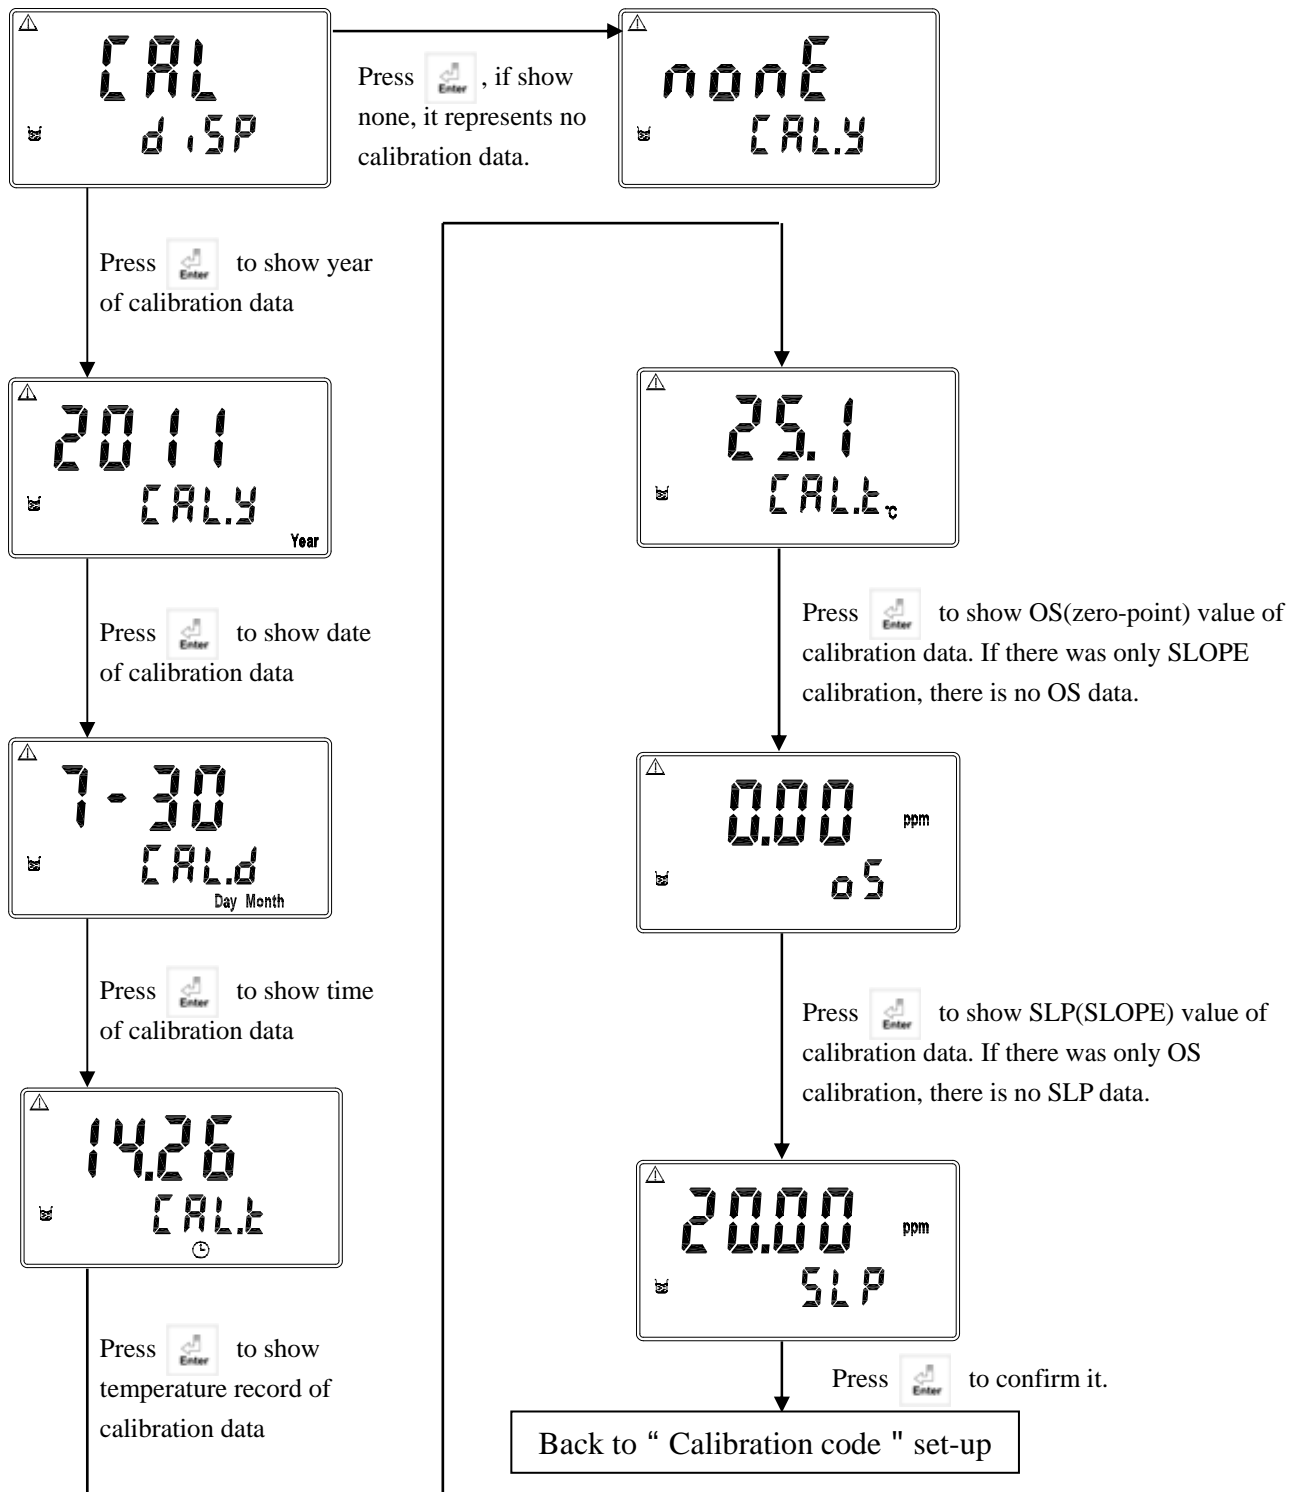 CAL
diSP
Press Enter , if show
none, it represents no
calibration data.
nonE
CAL.y
Press Enter to show year
of calibration data
2011
CAL.y
Year
Press Enter to show date
of calibration data
7-30
CAL.d
Day Month
Press Enter to show time
of calibration data
14.26
CAL.t
Press Enter to show
temperature record of
calibration data
25.1
CAL.t
℃
Press Enter to show OS(zero-point) value of
calibration data. If there was only SLOPE
calibration, there is no OS data.
0.00
ppm
oS
Press Enter to show SLP(SLOPE) value of
calibration data. If there was only OS
calibration, there is no SLP data.
20.00
ppm
SLP
Press Enter to confirm it.
Back to “ Calibration code " set-up